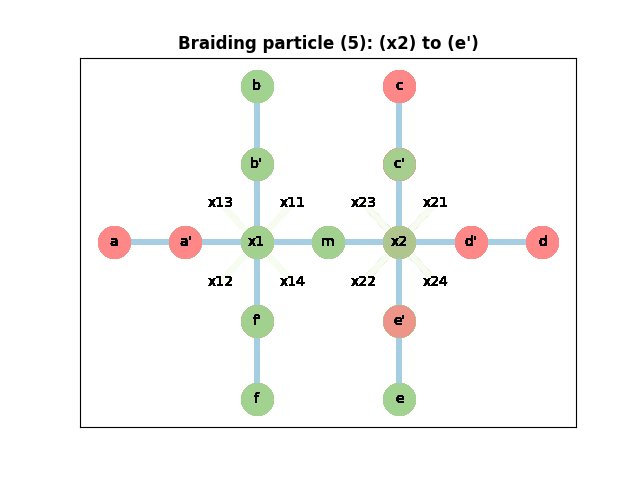 Braiding particle (5): (x2) to (e')
b c
b' c'
x13 x11 x23 x21
a a' x1 m x2 d' d
x12 x14 x22 x24
f' e'
f e